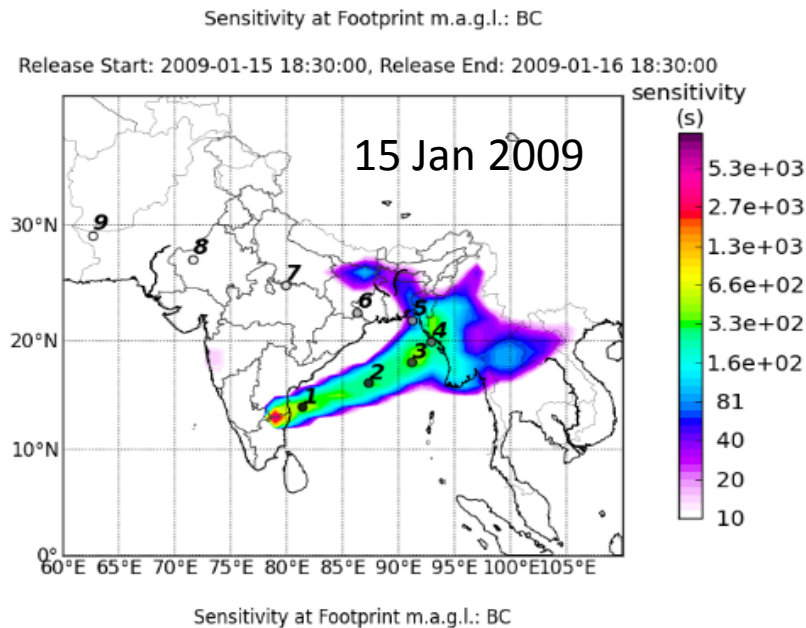 Sensitivity at Footprint m.a.g.l.: BC
Release Start: 2009-01-15 18:30:00, Release End: 2009-01-16 18:30:00
sensitivity
(s)
15 Jan 2009
5.3e+03
2.7e+03
1.3e+03
6.6e+02
3.3e+02
1.6e+02
81
40
20
10
30°N
20°N
10°N
0°
9
8
7
6
5
4
3
2
1
60°E 65°E 70°E 75°E 80°E 85°E 90°E 95°E 100°E 105°E
Sensitivity at Footprint m.a.g.l.: BC